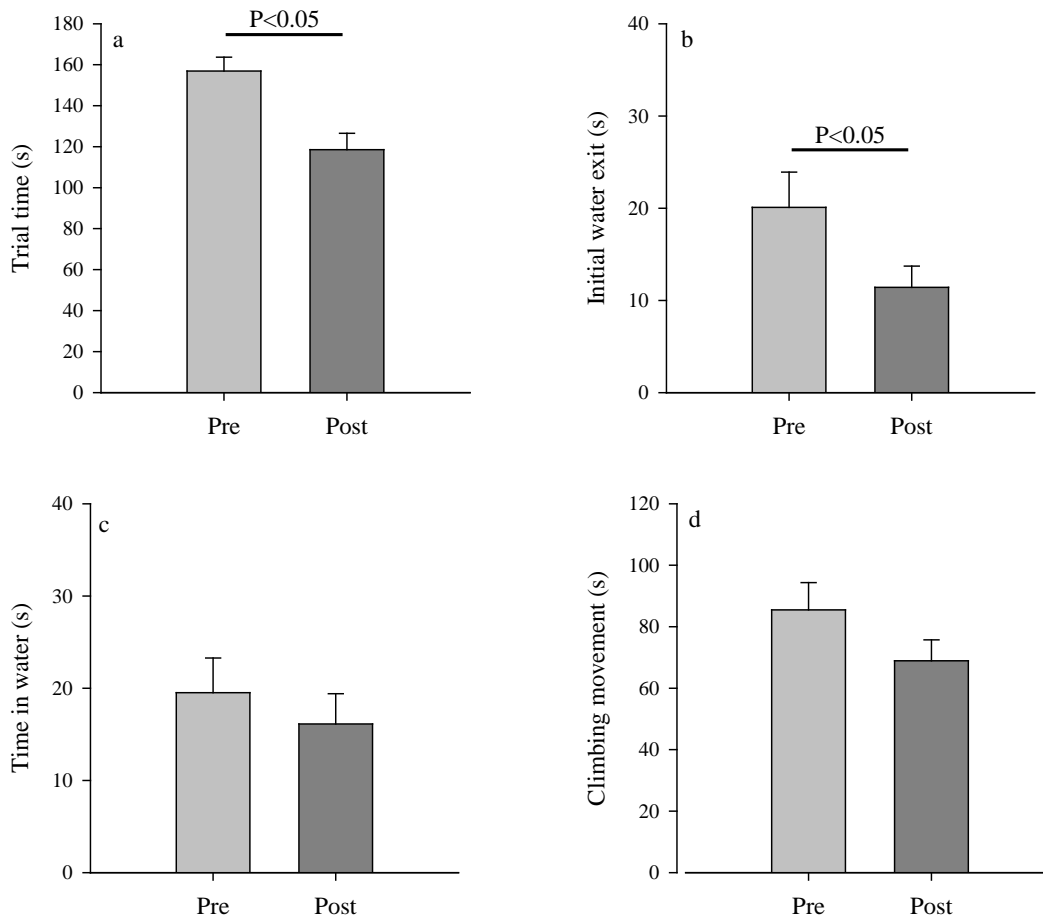 a
P<0.05
Trial time (s)
180
160
140
120
100
80
60
40
20
0
Pre Post
b
P<0.05
Initial water exit (s)
40
30
20
10
0
Pre Post
c
Time in water (s)
40
30
20
10
0
Pre Post
d
Climbing movement (s)
120
100
80
60
40
20
0
Pre Post